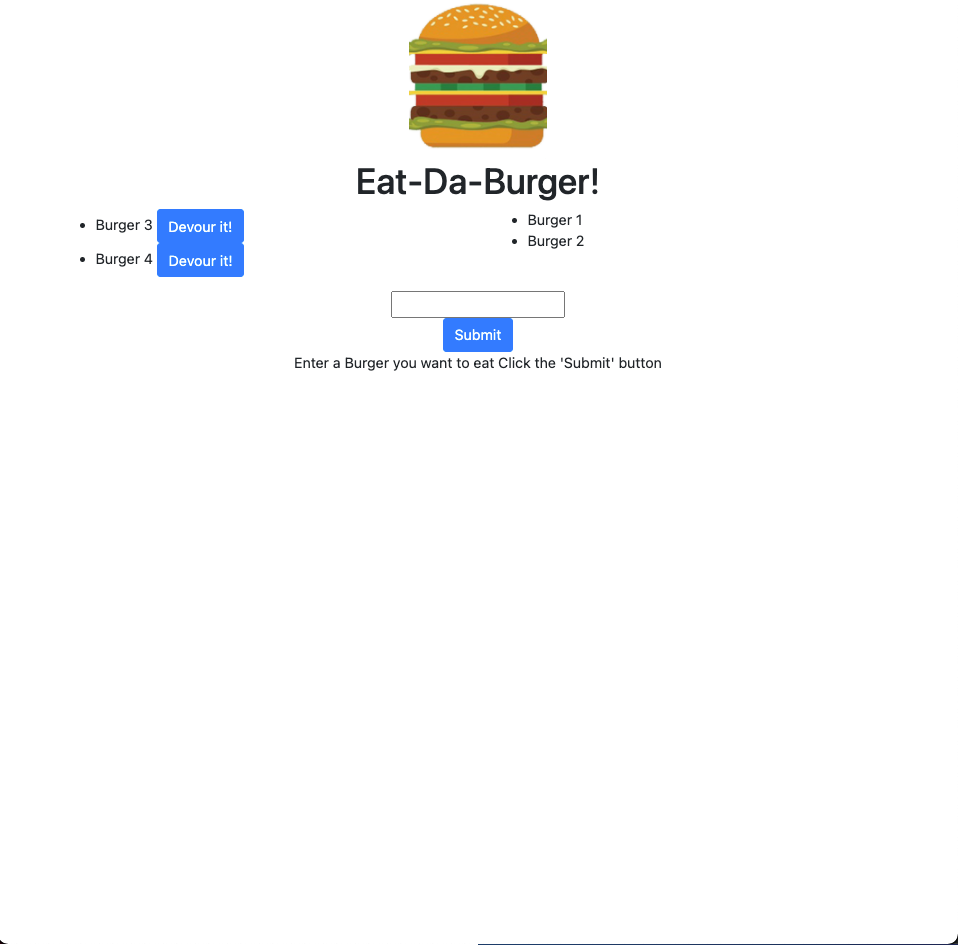 Eat-Da-Burger!
Burger 3 Devour it!
Burger 4 Devour it!
Burger 1
Burger 2
Submit
Enter a Burger you want to eat Click the 'Submit' button